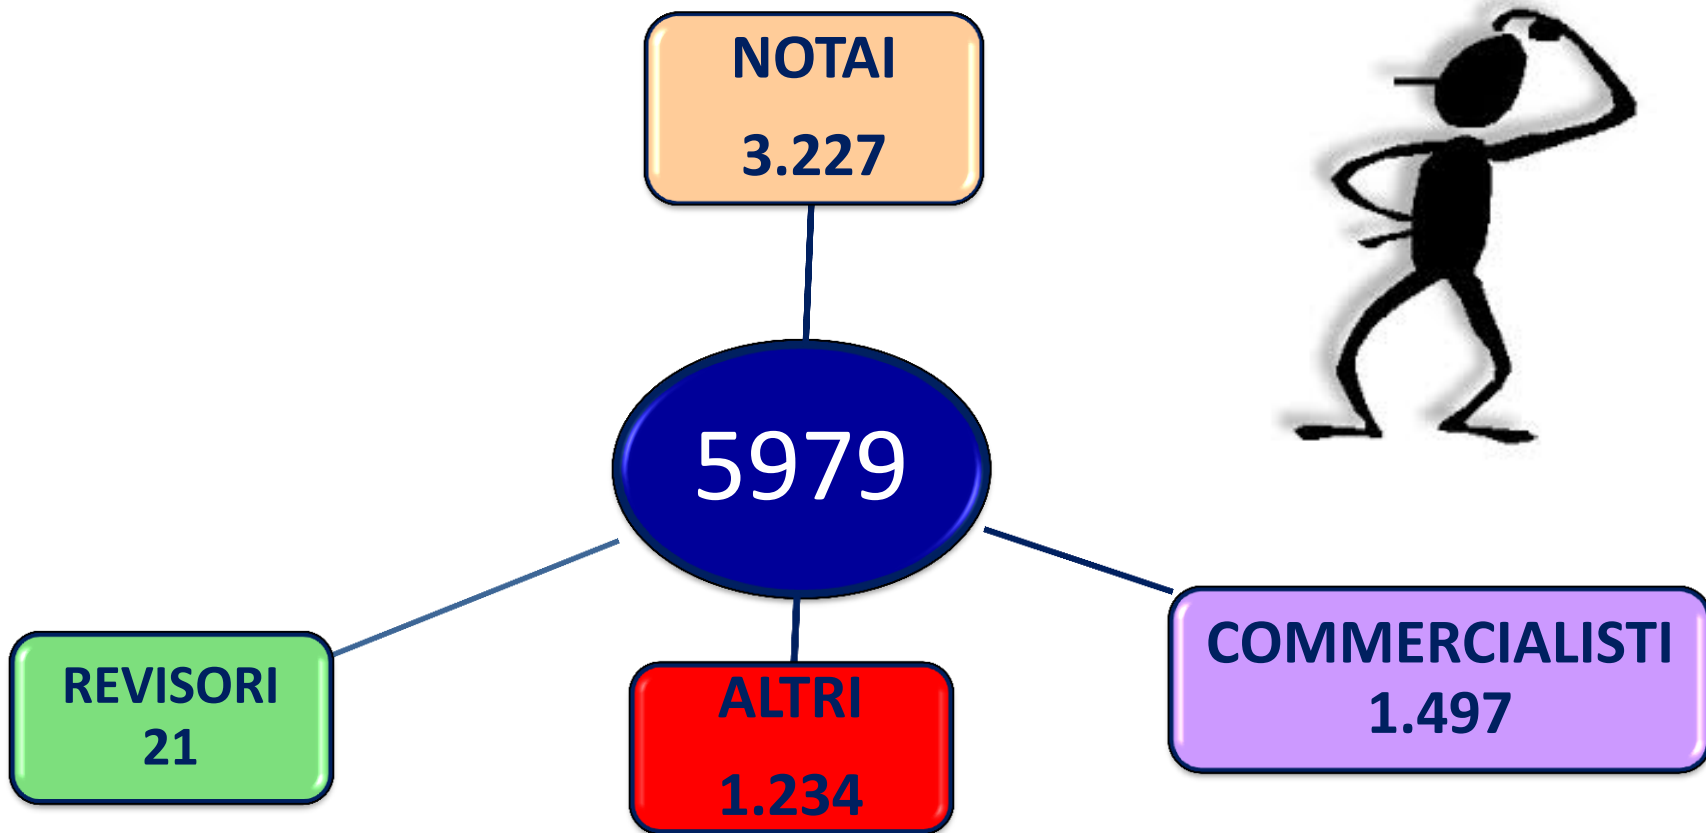 NOTAI
3.227
5979
REVISORI
21
ALTRI
1.234
COMMERCIALISTI
1.497